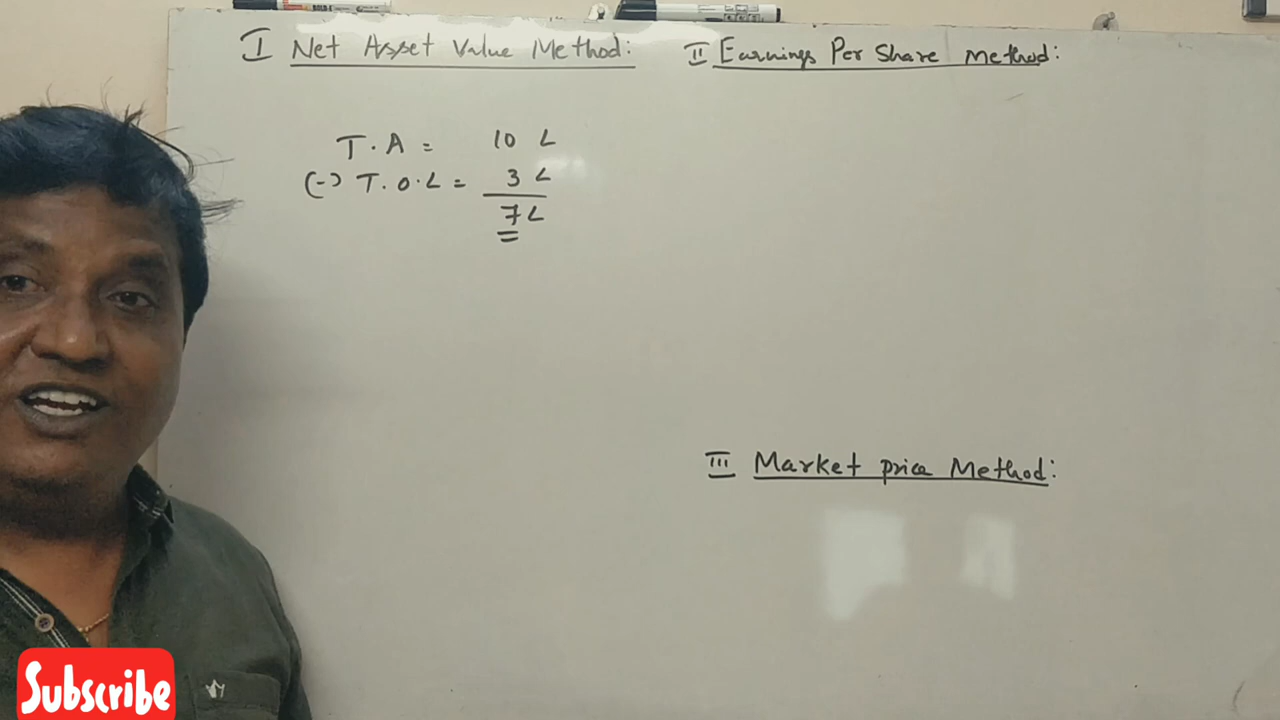 I Net Asset Value Method:
T.A = 10 L
(-) T.O.L = 3 L
7 L
II Earnings Per Share Method:
III Market price Method:
Subscribe